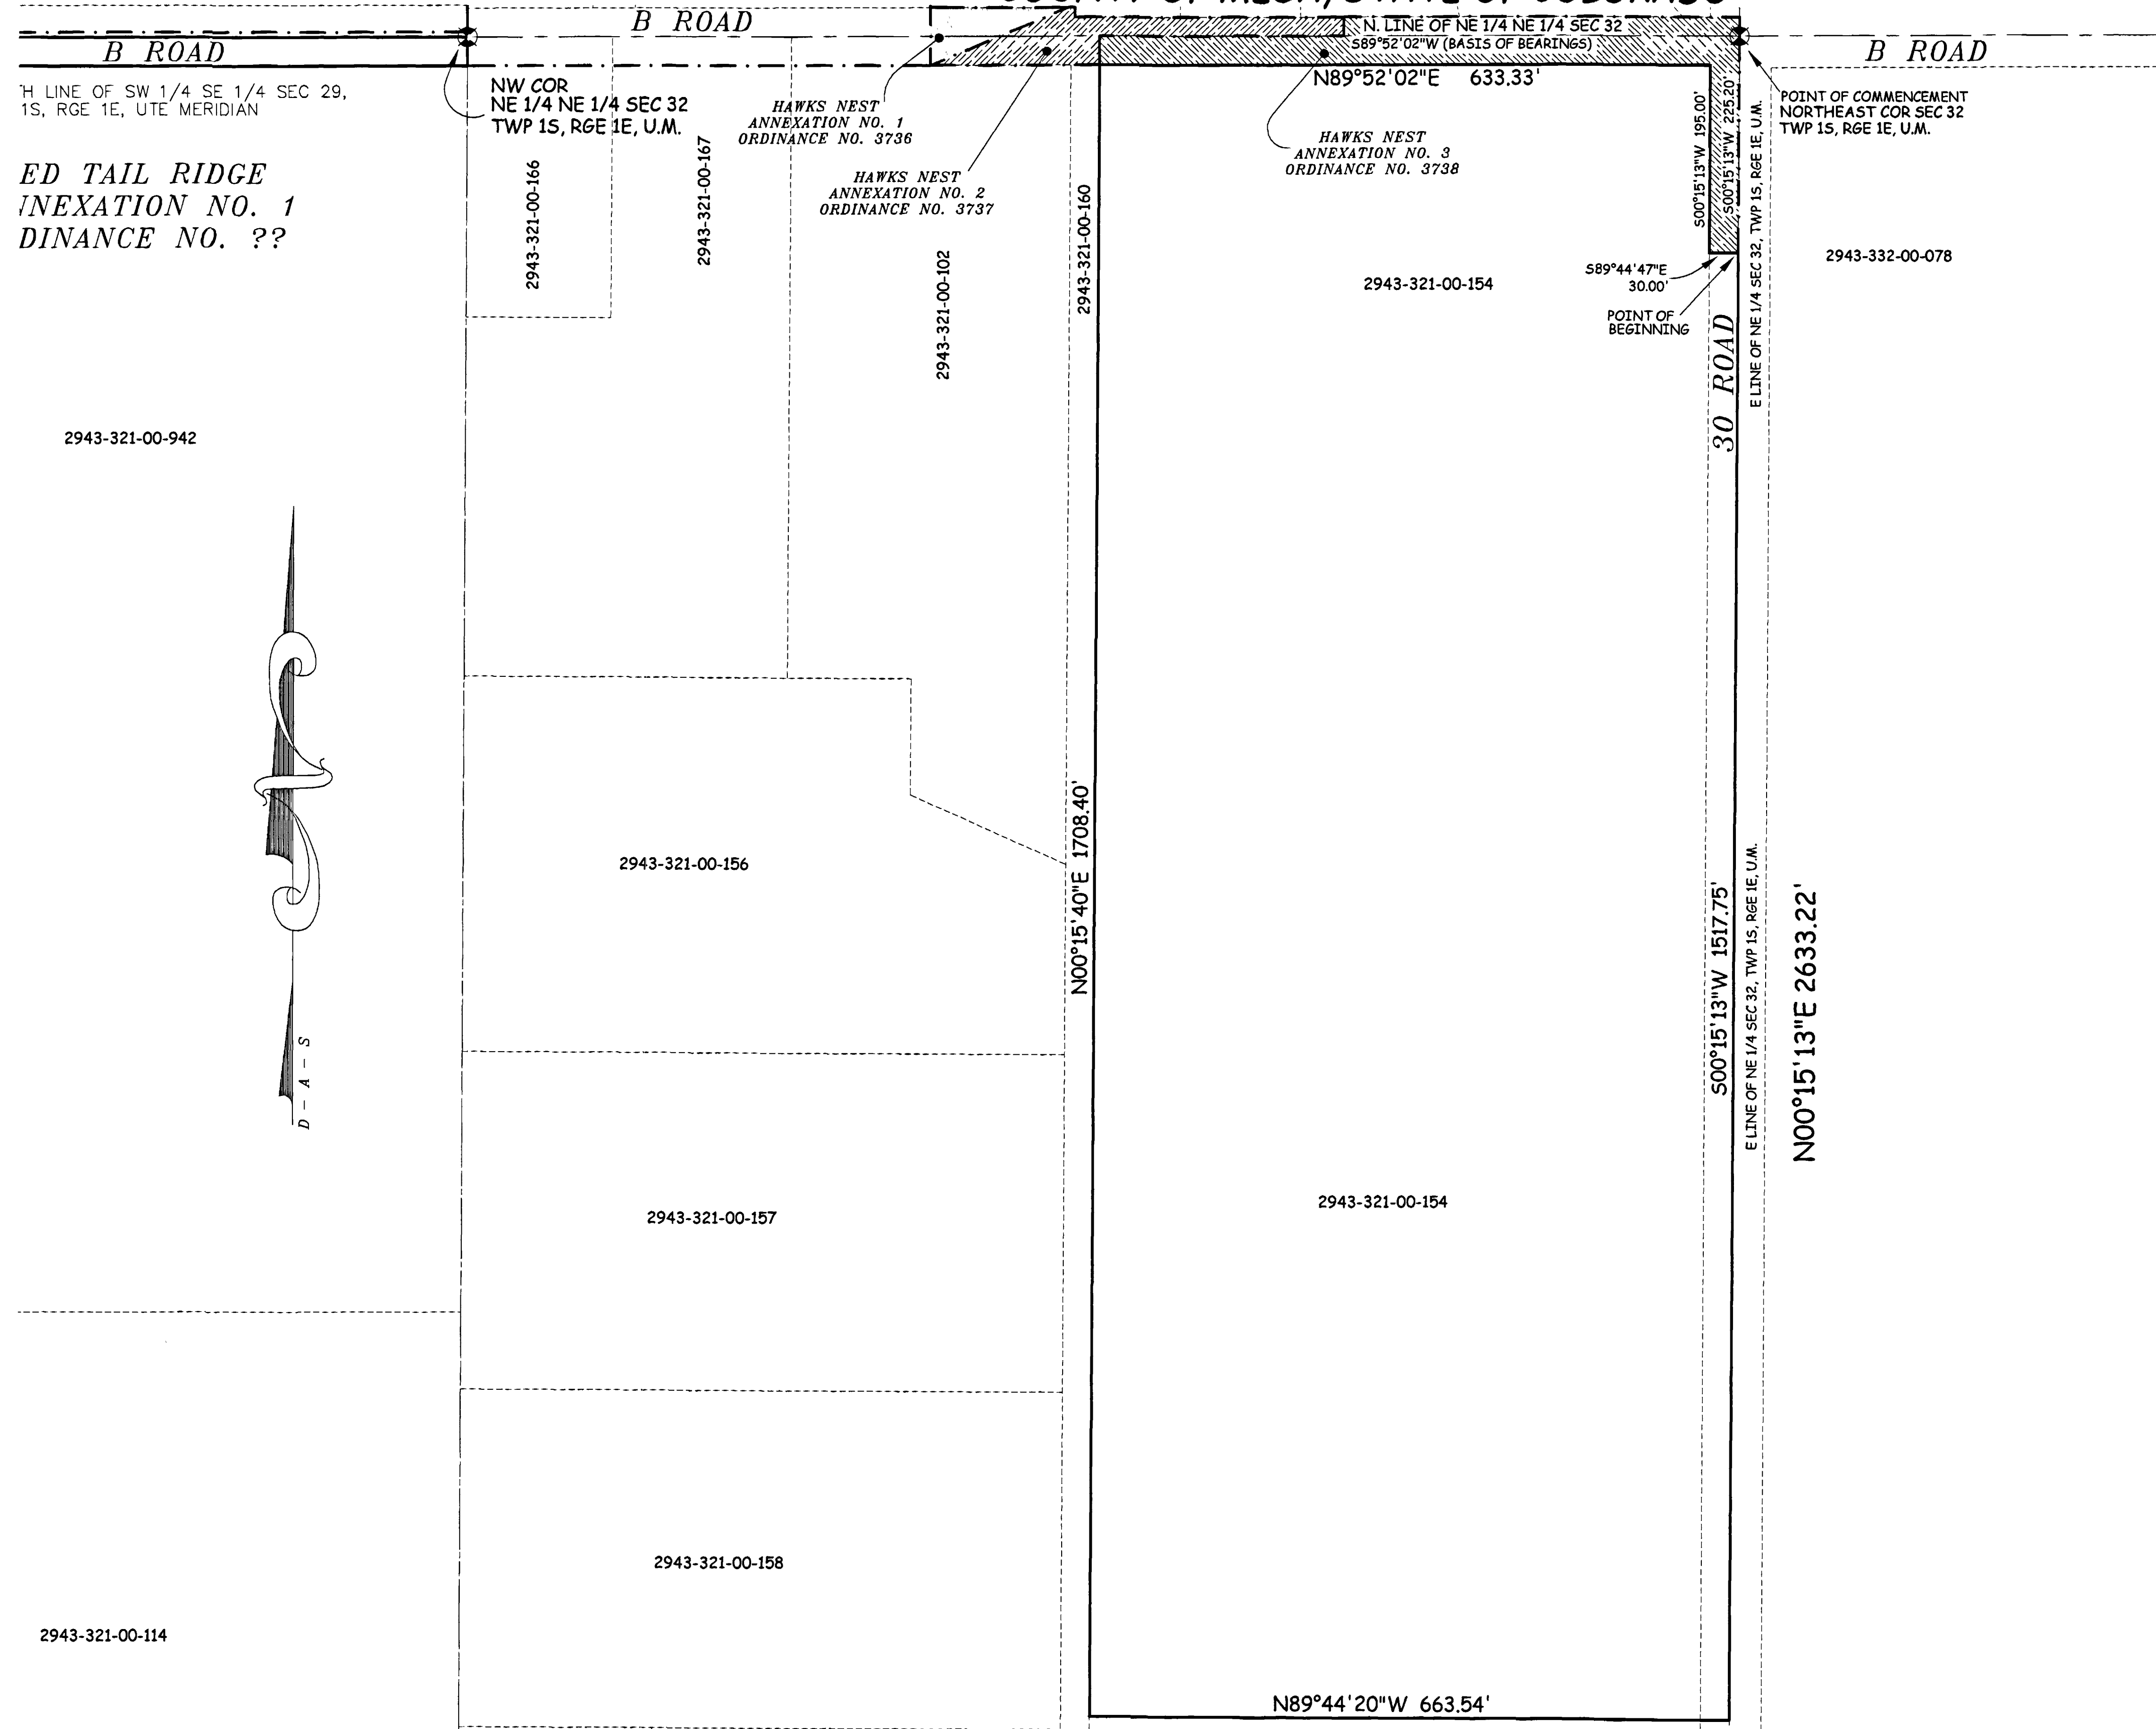 B ROAD
N. LINE OF NE 1/4 NE 1/4 SEC 32
S89°52'02"W (BASIS OF BEARINGS)
B ROAD
B ROAD
N89°52'02"E 633.33'
NW COR
NE 1/4 NE 1/4 SEC 32
TWP 1S, RGE 1E, U.M.
LINE OF SW 1/4 SE 1/4 SEC 29,
1S, RGE 1E, UTE MERIDIAN
HAWKS NEST
ANNEXATION NO. 1
ORDINANCE NO. 3736
HAWKS NEST
ANNEXATION NO. 2
ORDINANCE NO. 3737
HAWKS NEST
ANNEXATION NO. 3
ORDINANCE NO. 3738
POINT OF COMMENCEMENT
NORTHEAST COR SEC 32
TWP 1S, RGE 1E, U.M.
S00°15'13"W 195.00'
S00°15'13"W 225.20'
E LINE OF NE 1/4 SEC 32, TWP 1S, RGE 1E, U.M.
ED TAIL RIDGE
NEXATION NO. 1
DINANCE NO. ??
2943-321-00-166
2943-321-00-167
2943-321-00-102
2943-321-00-160
2943-321-00-154
2943-332-00-078
S89°44'47"E
30.00'
POINT OF
BEGINNING
30 ROAD
2943-321-00-942
2943-321-00-156
N00°15'40"E 1708.40'
S00°15'13"W 1517.75'
E LINE OF NE 1/4 SEC 32, TWP 1S, RGE 1E, U.M.
N00°15'13"E 2633.22'
D-A-S
2943-321-00-157
2943-321-00-154
2943-321-00-158
2943-321-00-114
N89°44'20"W 663.54'